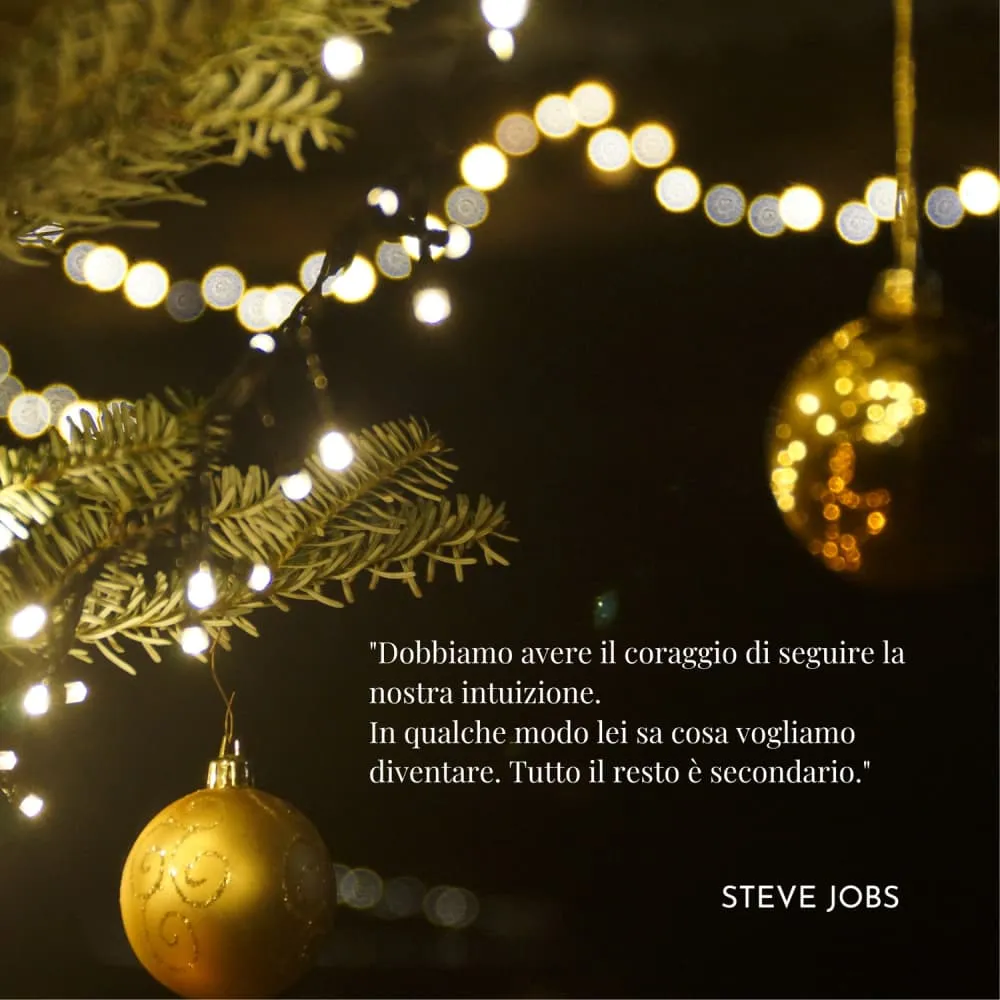 "Dobbiamo avere il coraggio di seguire la
nostra intuizione.
In qualche modo lei sa cosa vogliamo
diventare. Tutto il resto è secondario."
STEVE JOBS